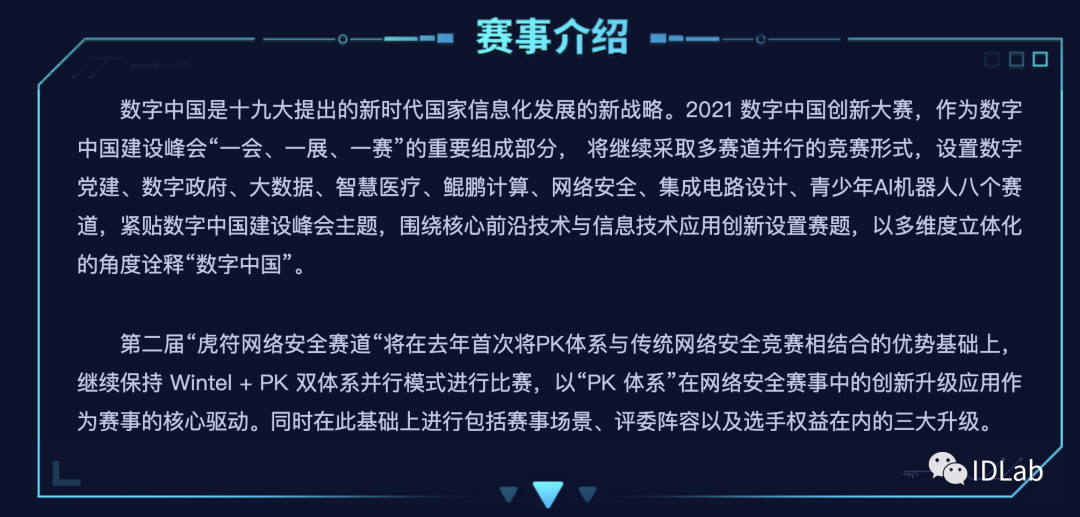 赛事介绍
数字中国是十九大提出的新时代国家信息化发展的新战略。2021 数字中国创新大赛，作为数字
中国建设峰会“一会、一展、一赛”的重要组成部分， 将继续采取多赛道并行的竞赛形式，设置数字
党建、数字政府、大数据、智慧医疗、鲲鹏计算、网络安全、集成电路设计、青少年AI机器人八个赛
道，紧贴数字中国建设峰会主题，围绕核心前沿技术与信息技术应用创新设置赛题，以多维度立体化
的角度诠释“数字中国”。
第二届“虎符网络安全赛道“将在去年首次将PK体系与传统网络安全竞赛相结合的优势基础上，
继续保持 Wintel + PK 双体系并行模式进行比赛，以“PK 体系”在网络安全赛事中的创新升级应用作
为赛事的核心驱动。同时在此基础上进行包括赛事场景、评委阵容以及选手权益在内的三大升级。
IDLab